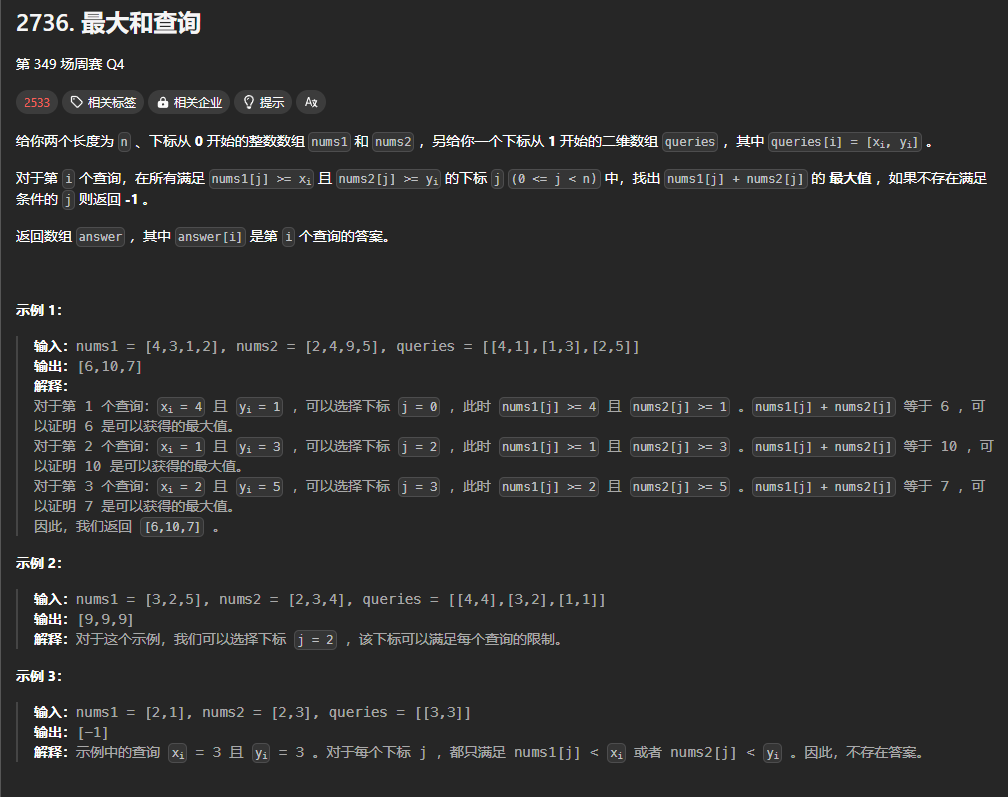 2736. 最大和查询
第 349 场周赛 Q4
2533 相关标签 相关企业 提示
给你两个长度为 n 、下标从 0 开始的整数数组 nums1 和 nums2 ，另给你一个下标从 1 开始的二维数组 queries ，其中 queries[i] = [xᵢ, yᵢ] 。
对于第 i 个查询，在所有满足 nums1[j] >= xᵢ 且 nums2[j] >= yᵢ 的下标 j (0 <= j < n) 中，找出 nums1[j] + nums2[j] 的 最大值 ，如果不存在满足
条件的 j 则返回 -1 。
返回数组 answer ，其中 answer[i] 是第 i 个查询的答案。
示例 1：
输入：nums1 = [4,3,1,2], nums2 = [2,4,9,5], queries = [[4,1],[1,3],[2,5]]
输出：[6,10,7]
解释：
对于第 1 个查询：xᵢ = 4 且 yᵢ = 1 ，可以选择下标 j = 0 ，此时 nums1[j] >= 4 且 nums2[j] >= 1 。nums1[j] + nums2[j] 等于 6 ，可
以证明 6 是可以获得的最大值。
对于第 2 个查询：xᵢ = 1 且 yᵢ = 3 ，可以选择下标 j = 2 ，此时 nums1[j] >= 1 且 nums2[j] >= 3 。nums1[j] + nums2[j] 等于 10 ，可
以证明 10 是可以获得的最大值。
对于第 3 个查询：xᵢ = 2 且 yᵢ = 5 ，可以选择下标 j = 3 ，此时 nums1[j] >= 2 且 nums2[j] >= 5 。nums1[j] + nums2[j] 等于 7 ，可
以证明 7 是可以获得的最大值。
因此，我们返回 [6,10,7] 。
示例 2：
输入：nums1 = [3,2,5], nums2 = [2,3,4], queries = [[4,4],[3,2],[1,1]]
输出：[9,9,9]
解释：对于这个示例，我们可以选择下标 j = 2 ，该下标可以满足每个查询的限制。
示例 3：
输入：nums1 = [2,1], nums2 = [2,3], queries = [[3,3]]
输出：[-1]
解释：示例中的查询 xᵢ = 3 且 yᵢ = 3 。对于每个下标 j ，都只满足 nums1[j] < xᵢ 或者 nums2[j] < yᵢ 。因此，不存在答案。